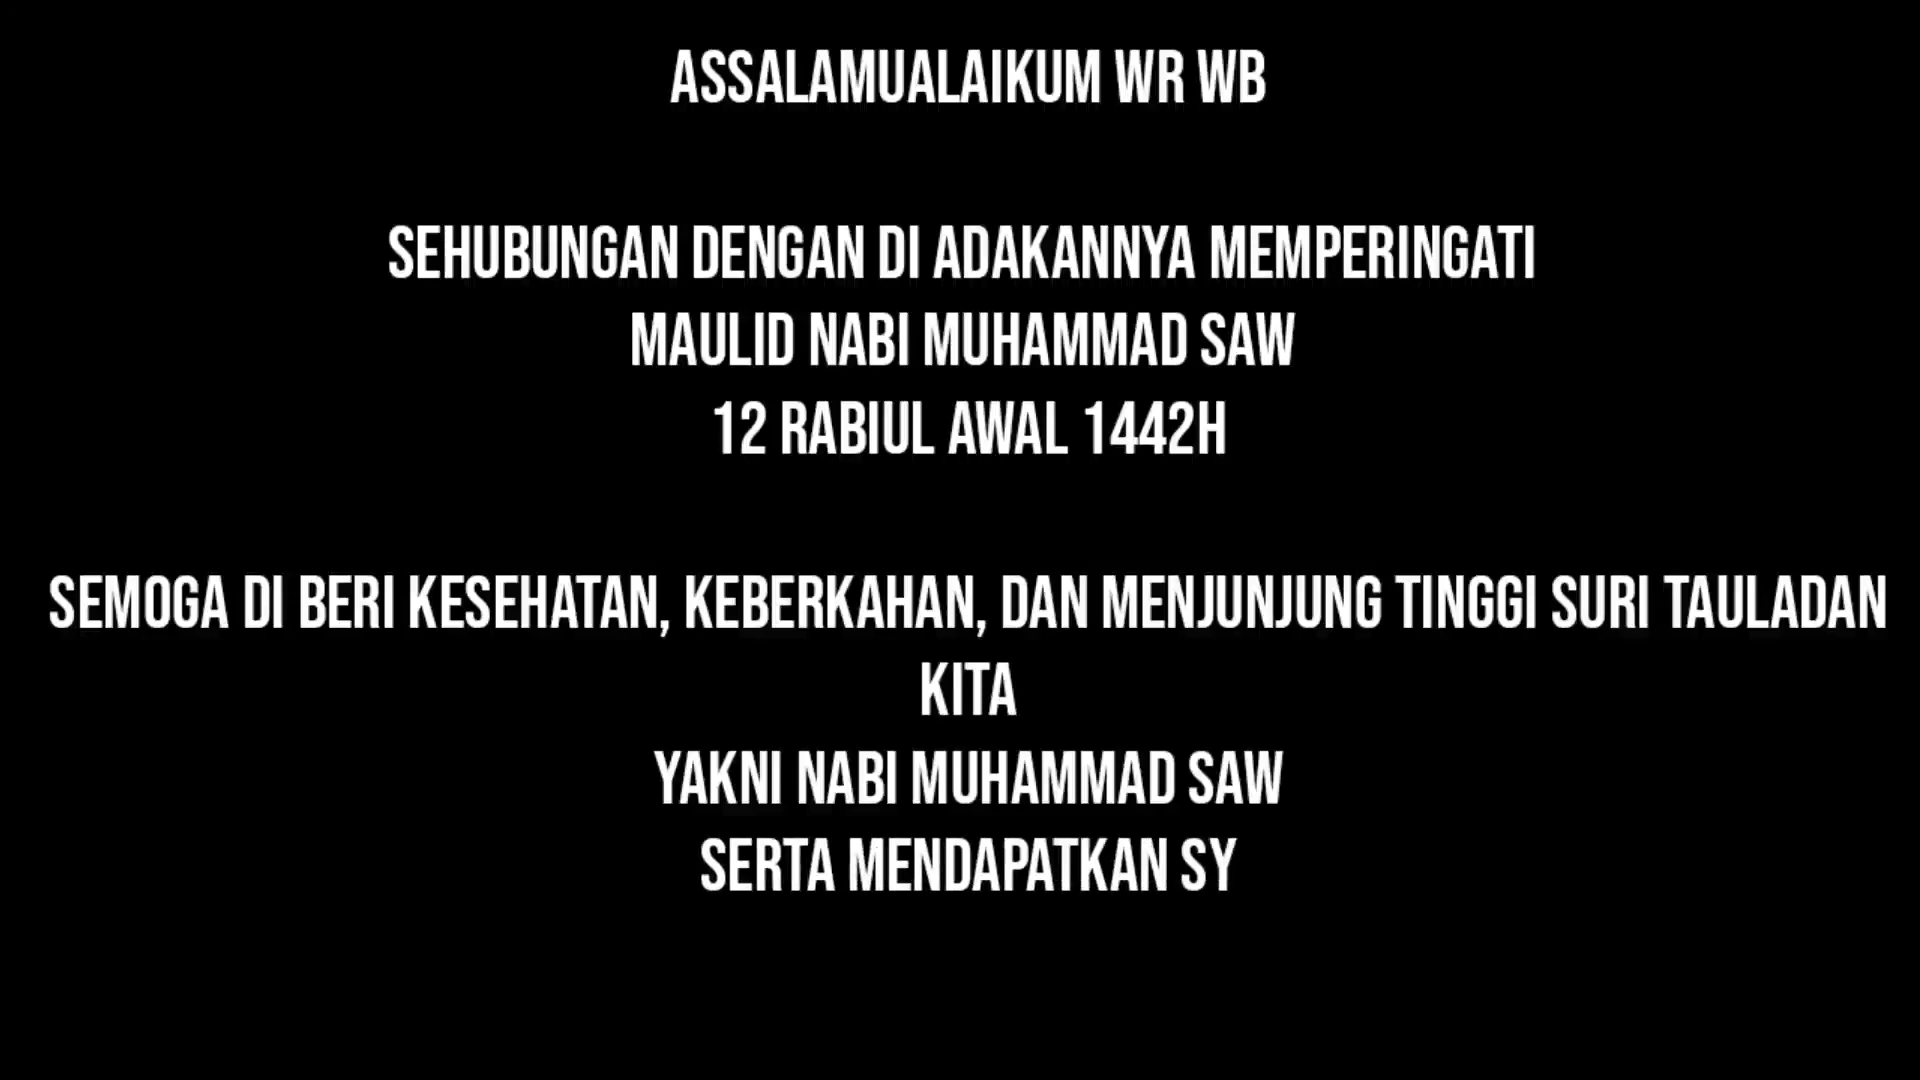 ASSALAMUALAIKUM WR WB
SEHUBUNGAN DENGAN DI ADAKANNYA MEMPERINGATI
MAULID NABI MUHAMMAD SAW
12 RABIUL AWAL 1442H
SEMOGA DI BERI KESEHATAN, KEBERKAHAN, DAN MENJUNJUNG TINGGI SURI TAULADAN
KITA
YAKNI NABI MUHAMMAD SAW
SERTA MENDAPATKAN SY